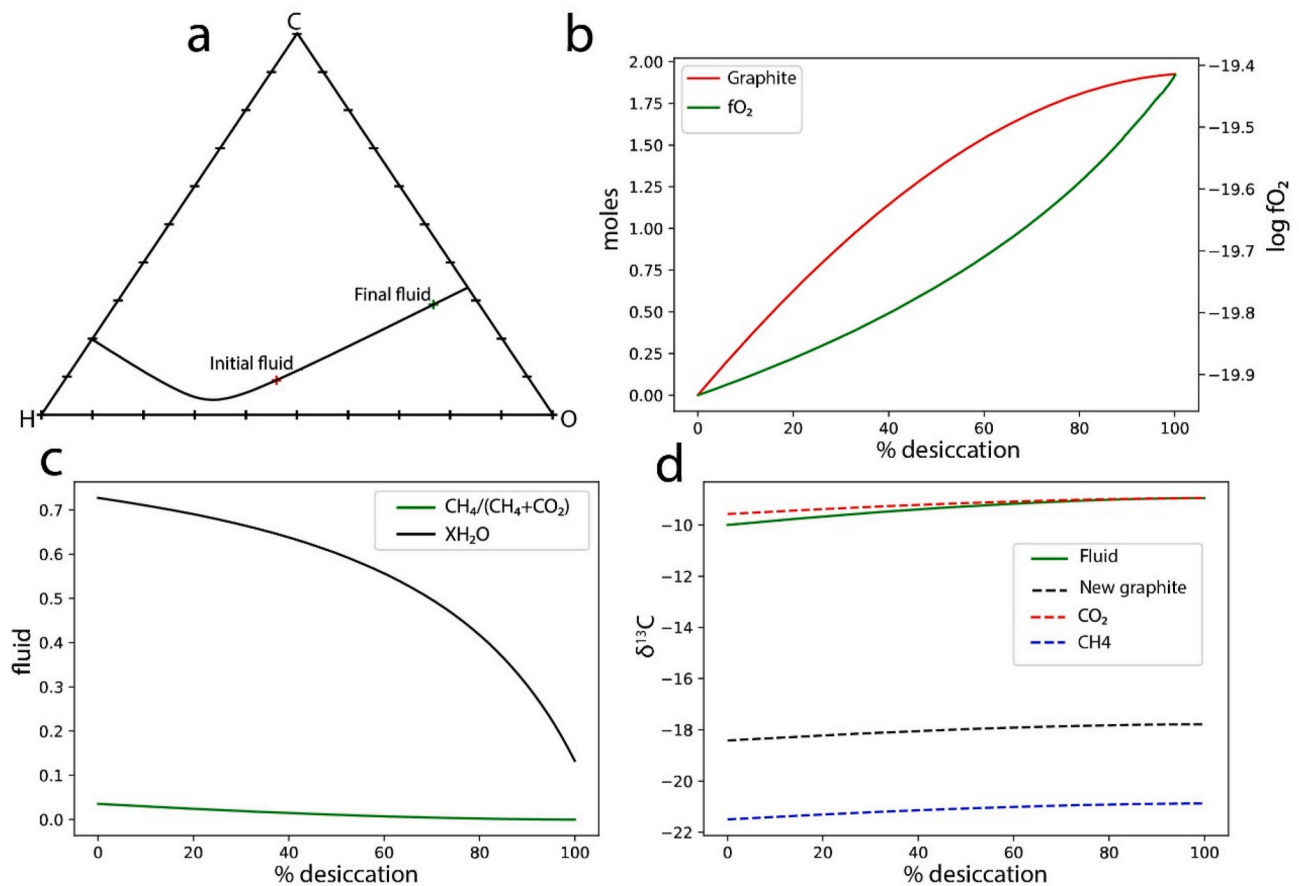 a
C
Final fluid
Initial fluid
H
O
b
Graphite
fO₂
2.00
1.75
1.50
1.25
1.00
0.75
0.50
0.25
0.00
moles
−19.4
−19.5
−19.6
−19.7
−19.8
−19.9
log fO₂
0 20 40 60 80 100
% desiccation
c
CH₄/(CH₄+CO₂)
XH₂O
0.7
0.6
0.5
0.4
0.3
0.2
0.1
0.0
fluid
0 20 40 60 80 100
% desiccation
d
−10
−12
−14
−16
−18
−20
−22
δ¹³C
Fluid
New graphite
CO₂
CH4
0 20 40 60 80 100
% desiccation